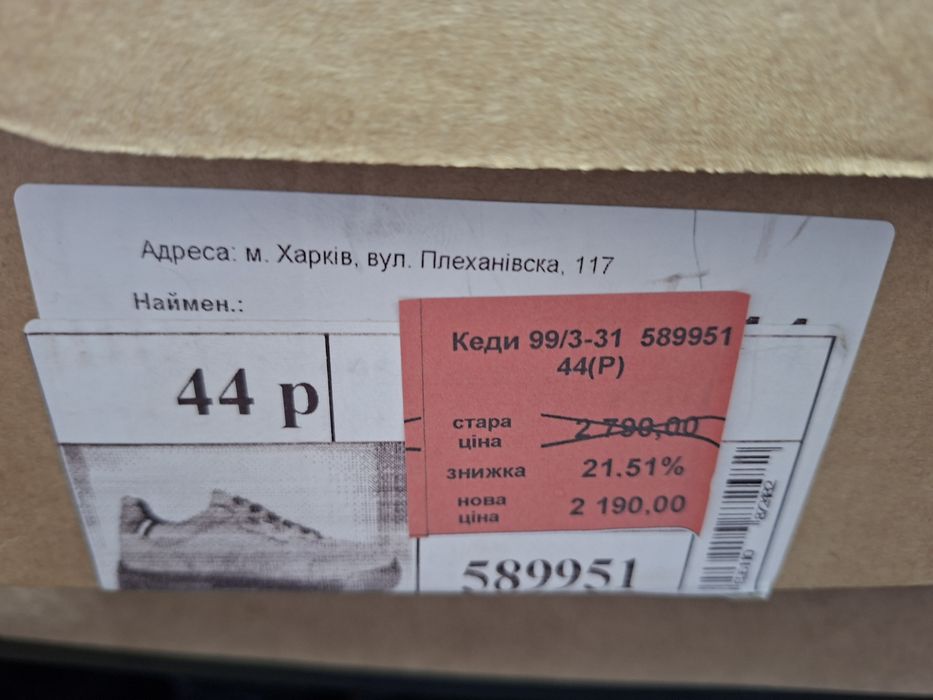 Адреса: м. Харків, вул. Плеханівска, 117
Наймен.:
44 р
Кеди 99/3-31 589951
44(Р)
стара ціна 2 790,00
знижка 21.51%
нова ціна 2 190,00
589951